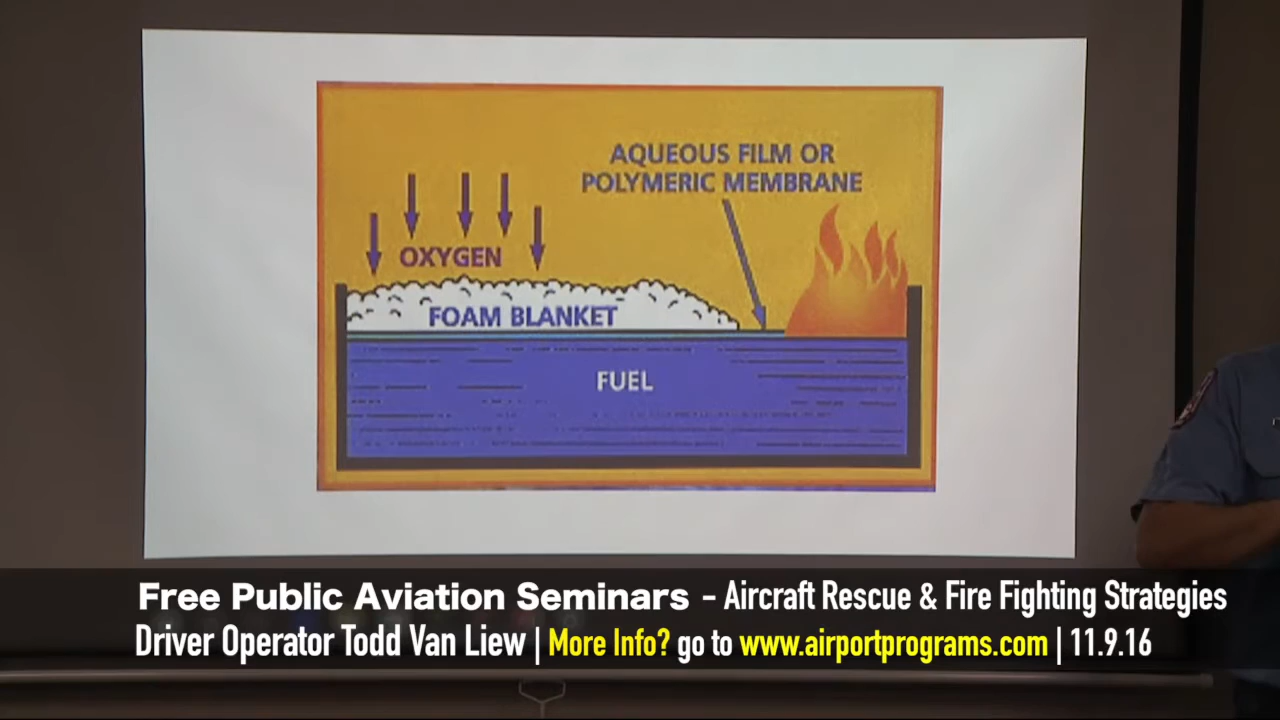 AQUEOUS FILM OR
POLYMERIC MEMBRANE
OXYGEN
FOAM BLANKET
FUEL
Free Public Aviation Seminars - Aircraft Rescue & Fire Fighting Strategies
Driver Operator Todd Van Liew | More Info? go to www.airportprograms.com | 11.9.16